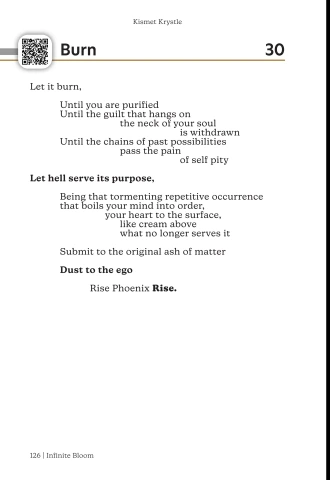 Kismet Krystle
Burn 30
Let it burn,
Until you are purified
Until the guilt that hangs on
the neck of your soul
is withdrawn
Until the chains of past possibilities
pass the pain
of self pity
Let hell serve its purpose,
Being that tormenting repetitive occurrence
that boils your mind into order,
your heart to the surface,
like cream above
what no longer serves it
Submit to the original ash of matter
Dust to the ego
Rise Phoenix Rise.
126 | Infinite Bloom